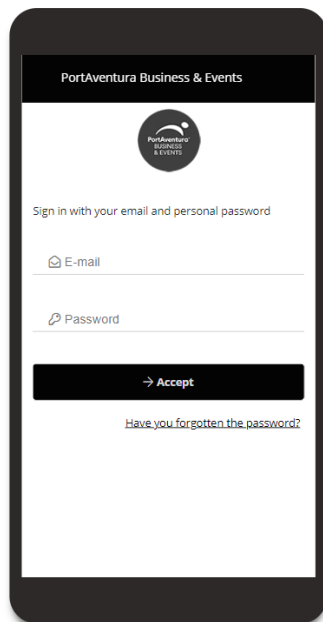 PortAventura Business & Events
PortAventura
BUSINESS
& EVENTS
Sign in with your email and personal password
E-mail
Password
Accept
Have you forgotten the password?